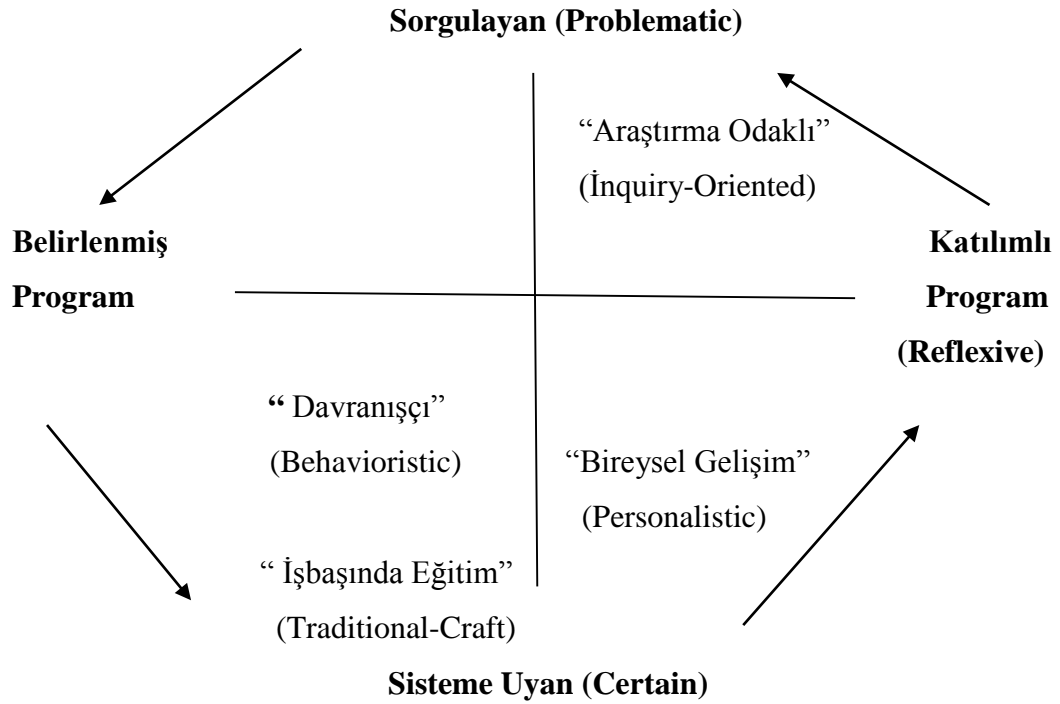 Sorgulayan (Problematic)
“Araştırma Odaklı”
(İnquiry-Oriented)
Belirlenmiş
Program
Katılımlı
Program
(Reflexive)
“ Davranışçı”
(Behavioristic)
“Bireysel Gelişim”
(Personalistic)
“ İşbaşında Eğitim”
(Traditional-Craft)
Sisteme Uyan (Certain)